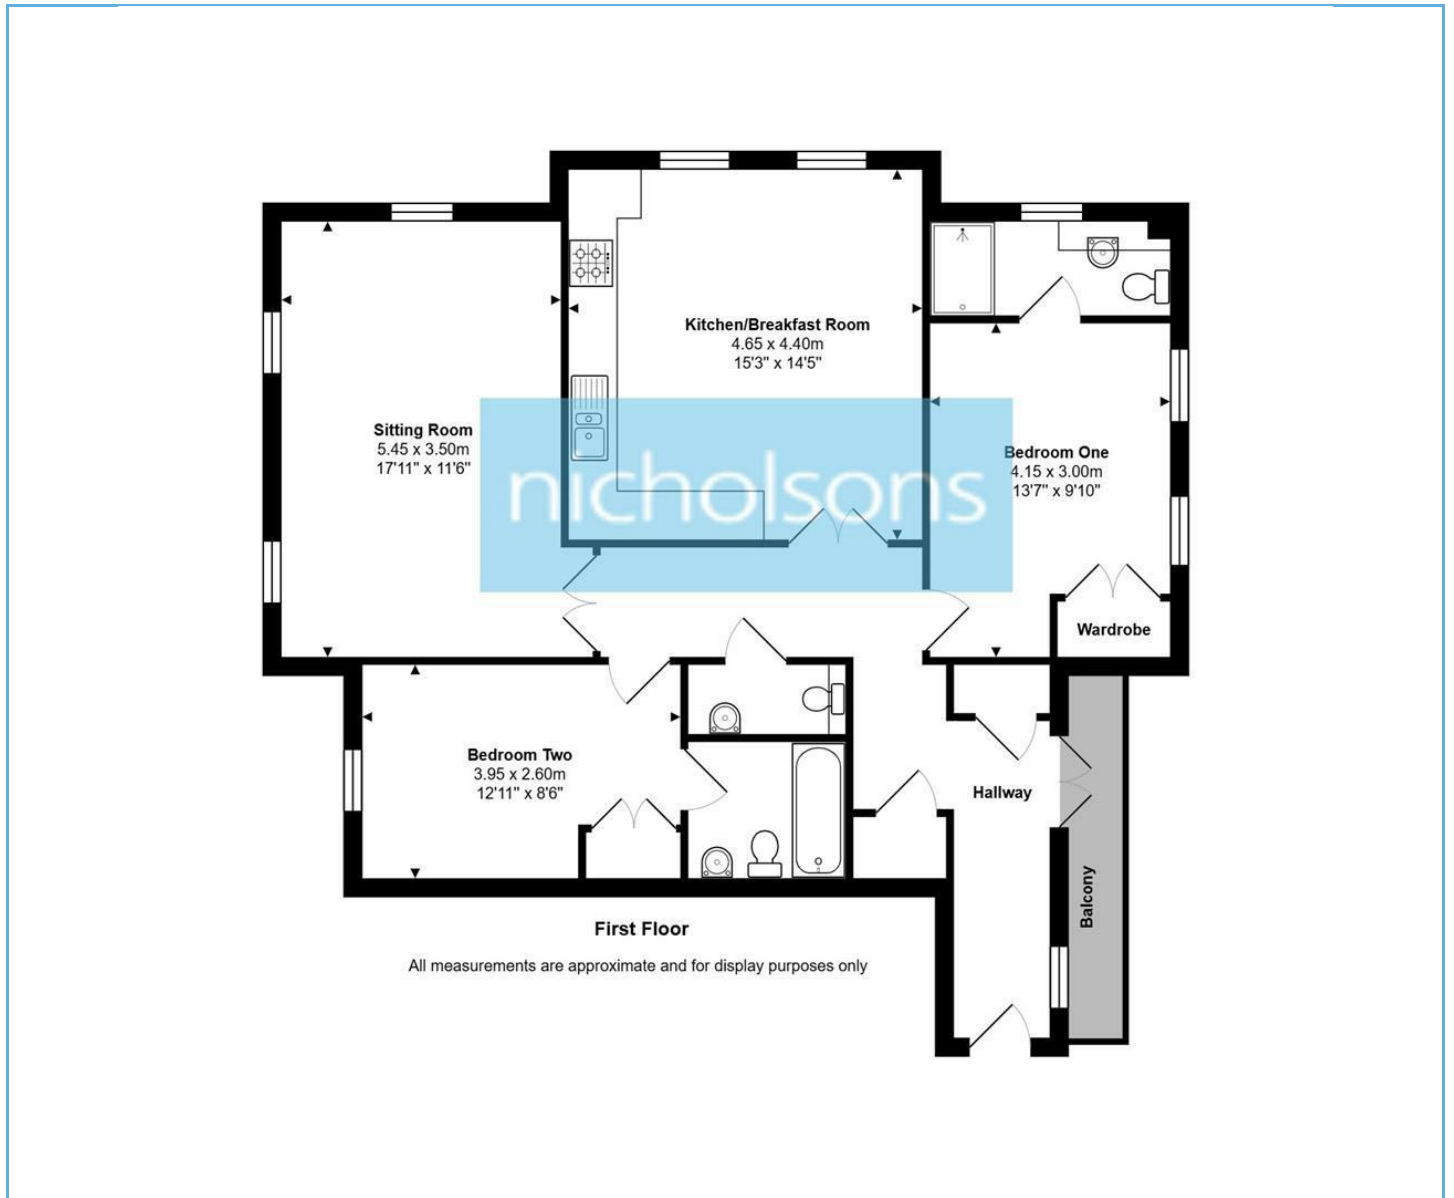 Kitchen/Breakfast Room
4.65 x 4.40m
15'3" x 14'5"
Sitting Room
5.45 x 3.50m
17'11" x 11'6"
Bedroom One
4.15 x 3.00m
13'7" x 9'10"
nicholsons
Wardrobe
Bedroom Two
3.95 x 2.60m
12'11" x 8'6"
Hallway
Balcony
First Floor
All measurements are approximate and for display purposes only